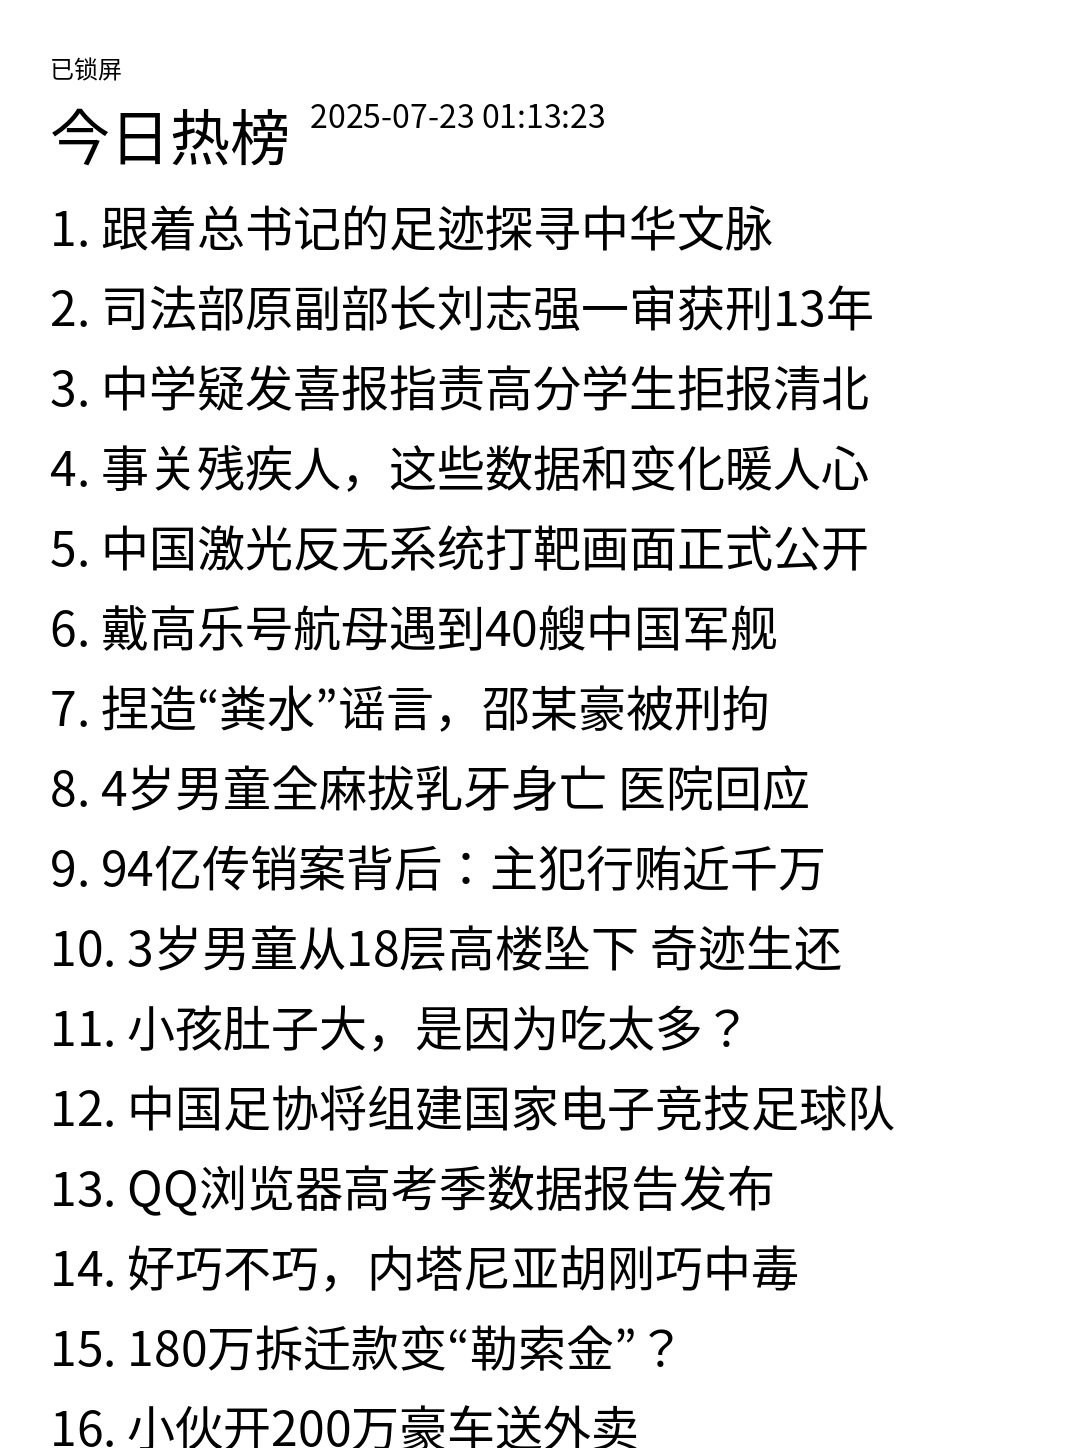 已锁屏
今日热榜 2025-07-23 01:13:23
1. 跟着总书记的足迹探寻中华文脉
2. 司法部原副部长刘志强一审获刑13年
3. 中学疑发喜报指责高分学生拒报清北
4. 事关残疾人，这些数据和变化暖人心
5. 中国激光反无系统打靶画面正式公开
6. 戴高乐号航母遇到40艘中国军舰
7. 捏造“粪水”谣言，邵某豪被刑拘
8. 4岁男童全麻拔乳牙身亡 医院回应
9. 94亿传销案背后：主犯行贿近千万
10. 3岁男童从18层高楼坠下 奇迹生还
11. 小孩肚子大，是因为吃太多？
12. 中国足协将组建国家电子竞技足球队
13. QQ浏览器高考季数据报告发布
14. 好巧不巧，内塔尼亚胡刚巧中毒
15. 180万拆迁款变“勒索金”？
16. 小伙开200万豪车送外卖